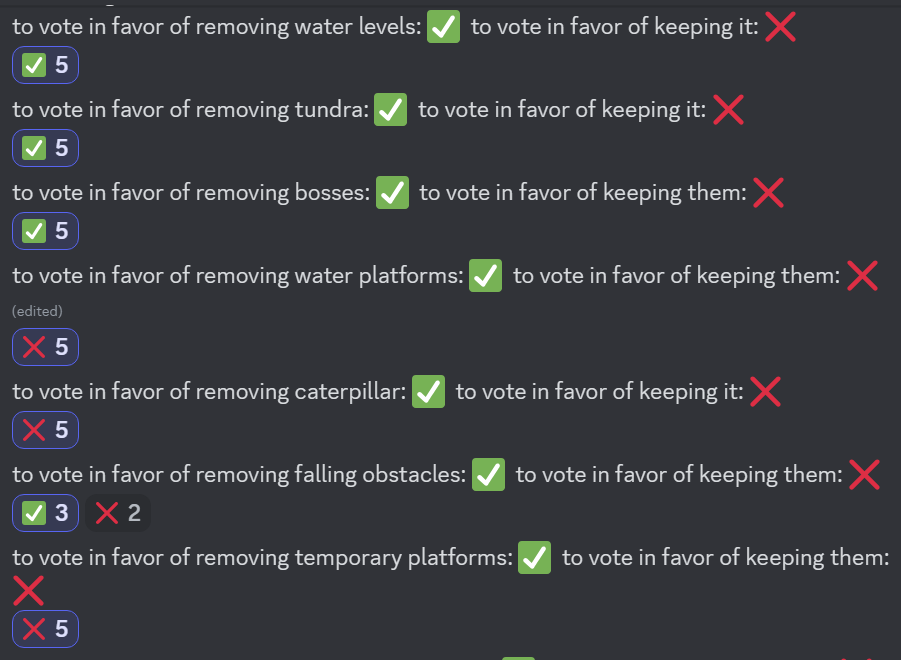 to vote in favor of removing water levels: ✅ to vote in favor of keeping it: ❌
✅ 5
to vote in favor of removing tundra: ✅ to vote in favor of keeping it: ❌
✅ 5
to vote in favor of removing bosses: ✅ to vote in favor of keeping them: ❌
✅ 5
to vote in favor of removing water platforms: ✅ to vote in favor of keeping them: ❌
(edited)
❌ 5
to vote in favor of removing caterpillar: ✅ to vote in favor of keeping it: ❌
❌ 5
to vote in favor of removing falling obstacles: ✅ to vote in favor of keeping them: ❌
✅ 3 ❌ 2
to vote in favor of removing temporary platforms: ✅ to vote in favor of keeping them:
❌
❌ 5